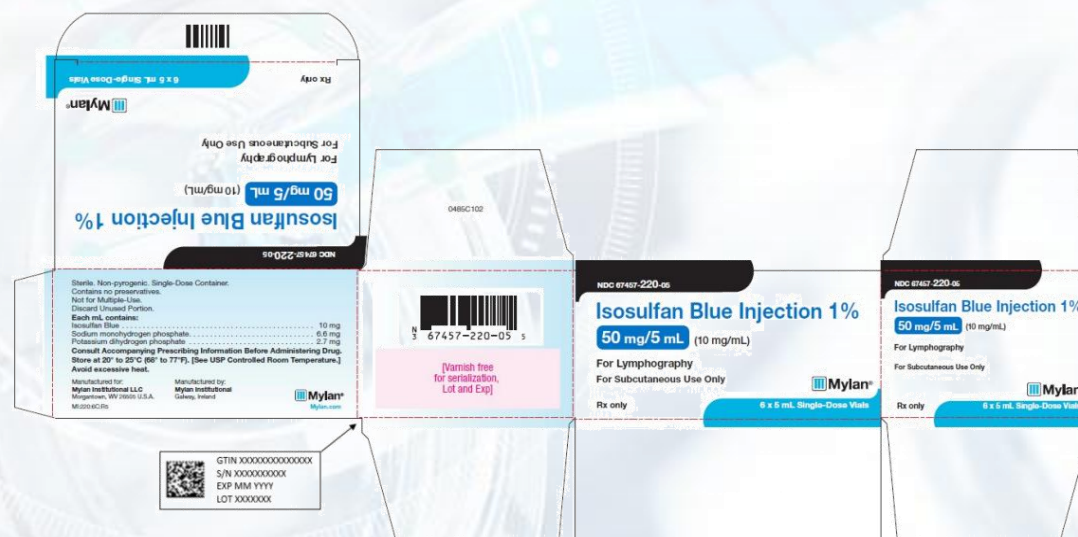 6 x 5 mL Single-Dose Vials
Rx only
Mylan®
For Subcutaneous Use Only
For Lymphography
50 mg/5 mL (10 mg/mL)
Isosulfan Blue Injection 1%
NDC 67457-220-05
Sterile. Non-pyrogenic. Single-Dose Container.
Contains no preservatives.
Not for Multiple-Use.
Discard Unused Portion.
Each mL contains:
Isosulfan Blue 10 mg
Sodium monohydrogen phosphate 6.6 mg
Potassium dihydrogen phosphate 2.7 mg
Consult Accompanying Prescribing Information Before Administering Drug.
Store at 20° to 25°C (68° to 77°F). [See USP Controlled Room Temperature.]
Avoid excessive heat.
Manufactured for:
Mylan Institutional LLC
Morgantown, WV 26505 U.S.A.
Manufactured by:
Mylan Institutional
Galway, Ireland
Mylan®
Mylan.com
GTIN XXXXXXXXXXXXXX
S/N XXXXXXXXXX
EXP MM YYYY
LOT XXXXXXX
0485C102
N
3 67457-220-05 5
[Varnish free
for serialization,
Lot and Exp]
NDC 67457-220-05
Isosulfan Blue Injection 1%
50 mg/5 mL (10 mg/mL)
For Lymphography
For Subcutaneous Use Only
Mylan®
Rx only
6 x 5 mL Single-Dose Vials
NDC 67457-220-05
Isosulfan Blue Injection 1%
50 mg/5 mL (10 mg/mL)
For Lymphography
For Subcutaneous Use Only
Mylan
Rx only
6 x 5 mL Single-Dose Vials